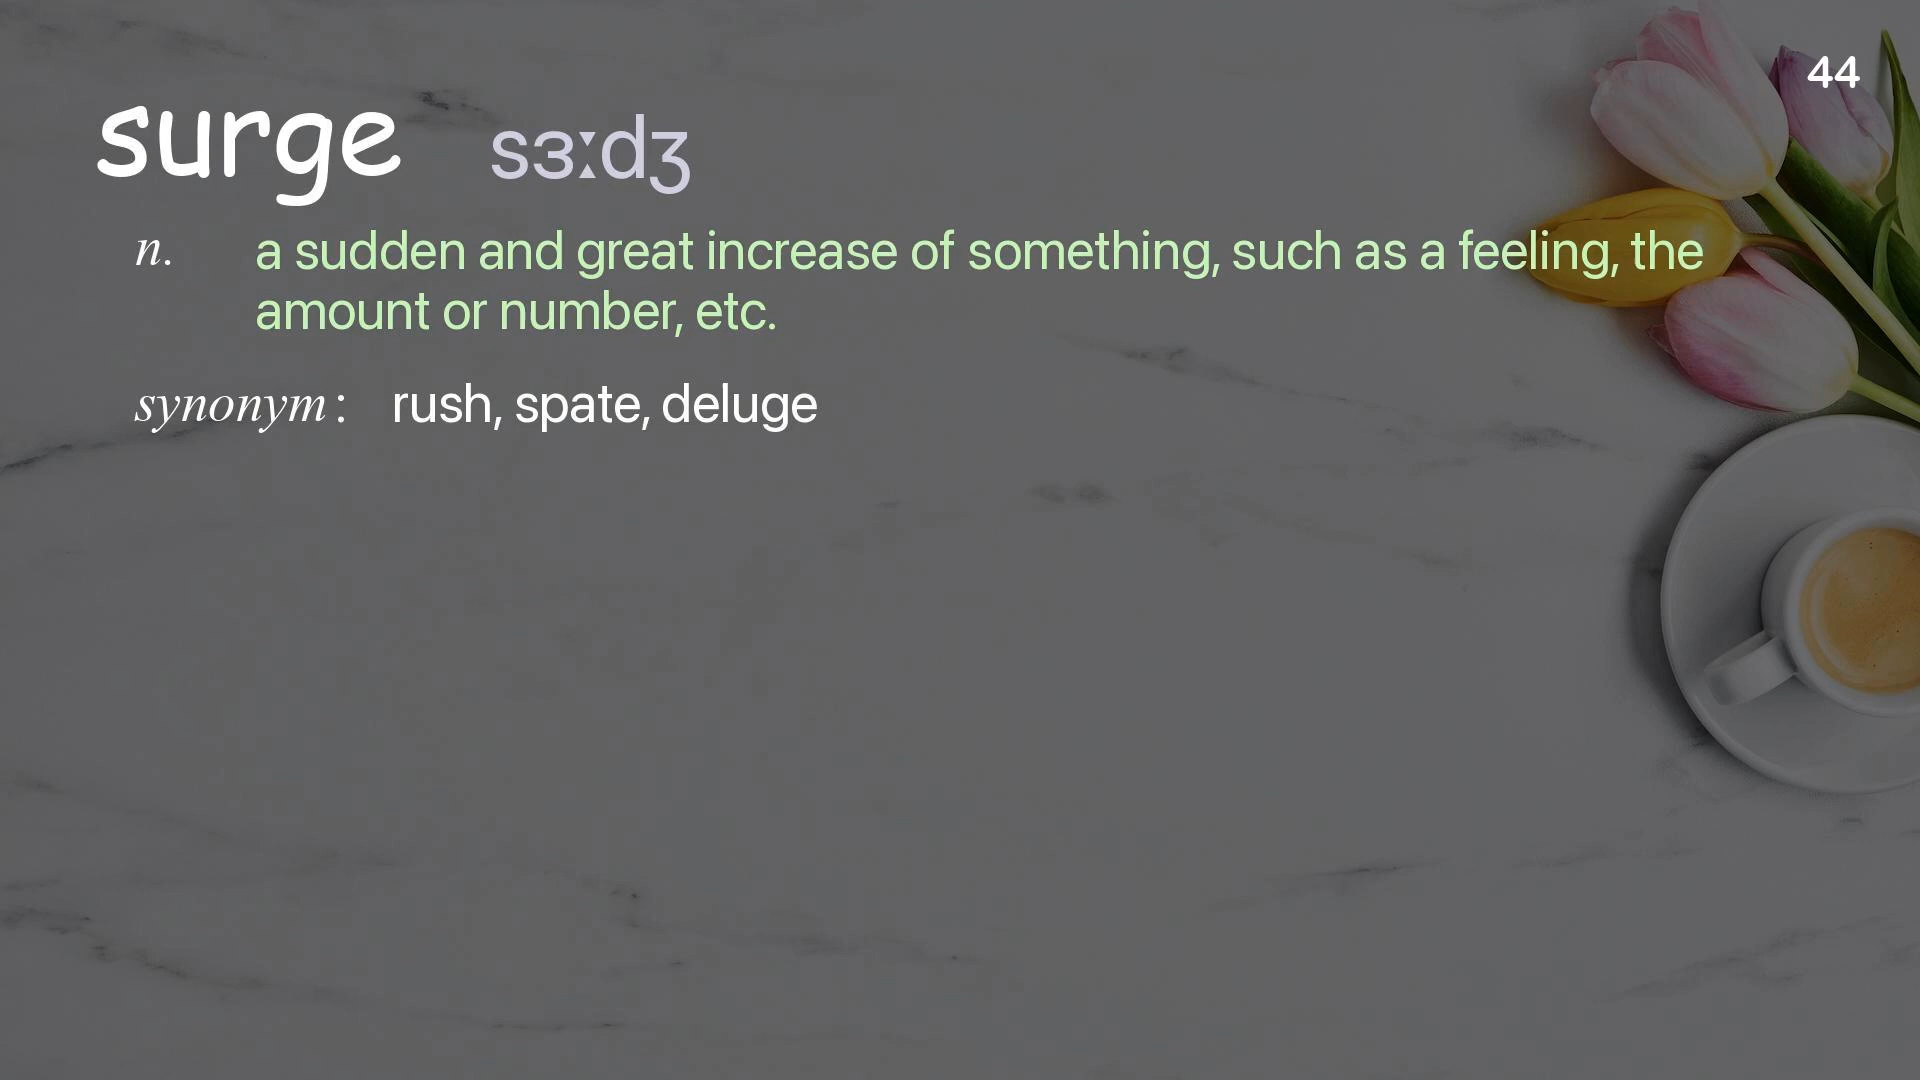 44
surge sɜːdʒ
n. a sudden and great increase of something, such as a feeling, the
amount or number, etc.
synonym : rush, spate, deluge